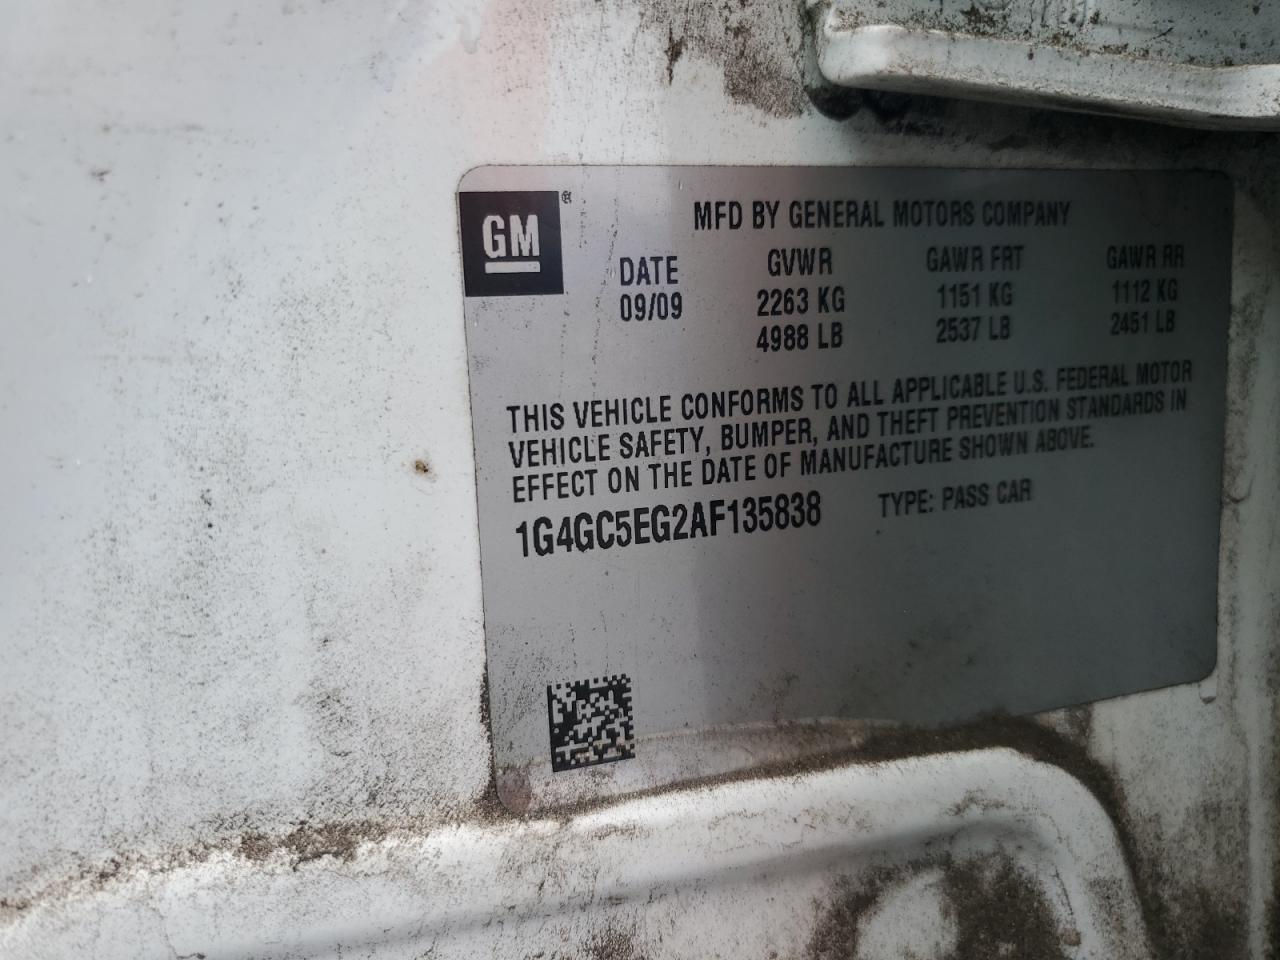 GM®
MFD BY GENERAL MOTORS COMPANY
DATE GVWR GAWR FRT GAWR RR
09/09 2263 KG 1151 KG 1112 KG
4988 LB 2537 LB 2451 LB
THIS VEHICLE CONFORMS TO ALL APPLICABLE U.S. FEDERAL MOTOR
VEHICLE SAFETY, BUMPER, AND THEFT PREVENTION STANDARDS IN
EFFECT ON THE DATE OF MANUFACTURE SHOWN ABOVE.
1G4GC5EG2AF135838 TYPE: PASS CAR